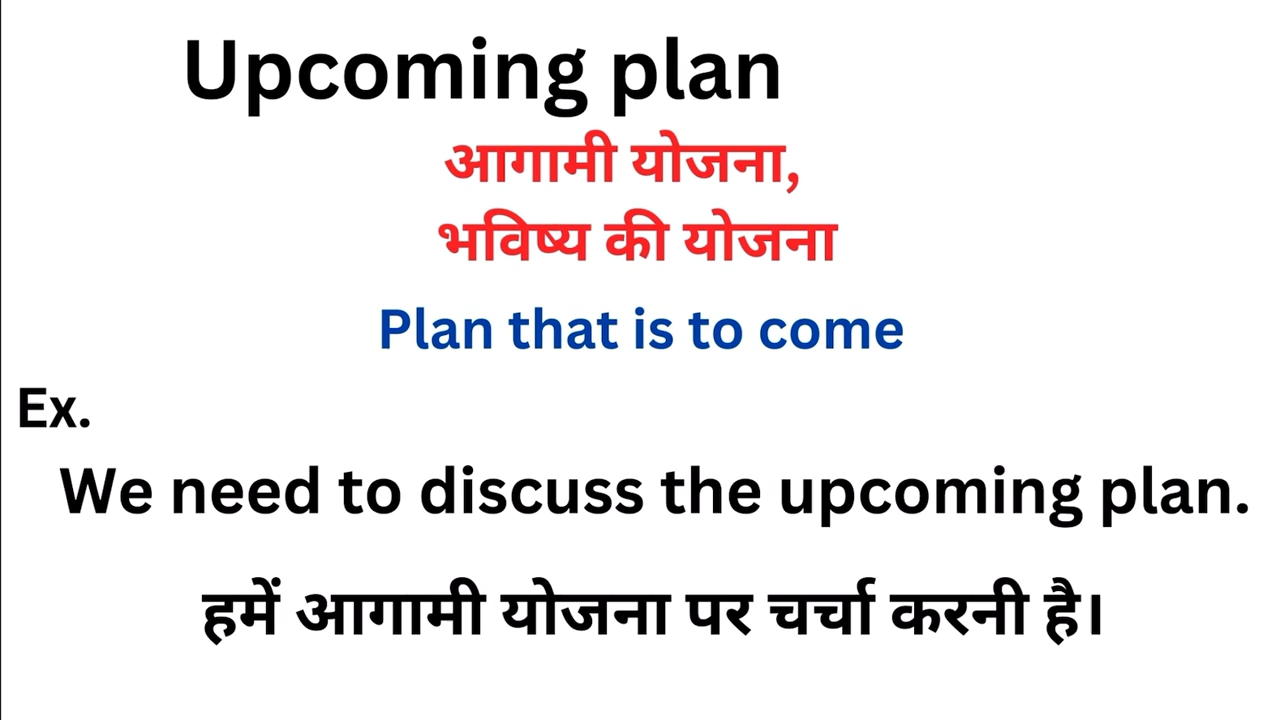 Upcoming plan
आगामी योजना,
भविष्य की योजना
Plan that is to come
Ex.
We need to discuss the upcoming plan.
हमें आगामी योजना पर चर्चा करनी है।